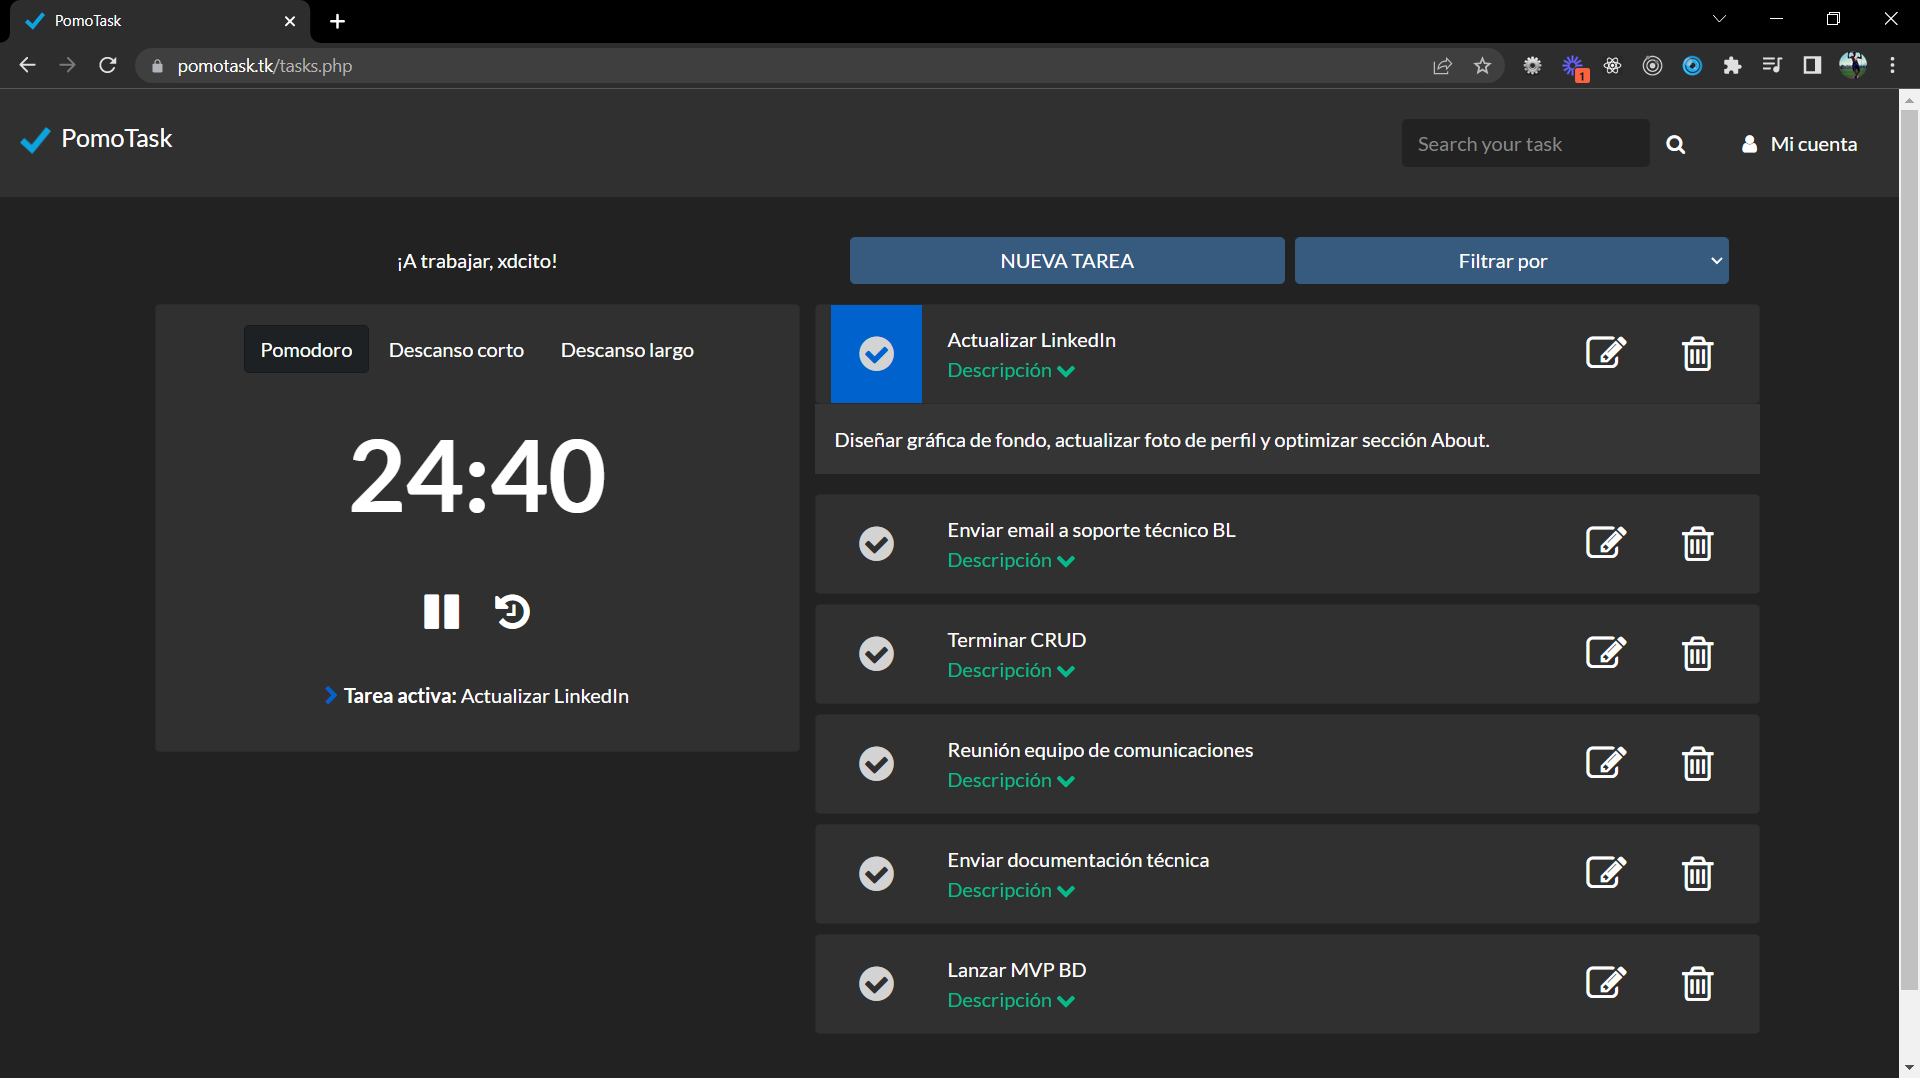 PomoTask
pomotask.tk/tasks.php
1
PomoTask
Search your task
Mi cuenta
¡A trabajar, xdcito!
NUEVA TAREA
Filtrar por
Pomodoro
Descanso corto
Descanso largo
24:40
Tarea activa: Actualizar LinkedIn
Actualizar LinkedIn
Descripción
Diseñar gráfica de fondo, actualizar foto de perfil y optimizar sección About.
Enviar email a soporte técnico BL
Descripción
Terminar CRUD
Descripción
Reunión equipo de comunicaciones
Descripción
Enviar documentación técnica
Descripción
Lanzar MVP BD
Descripción